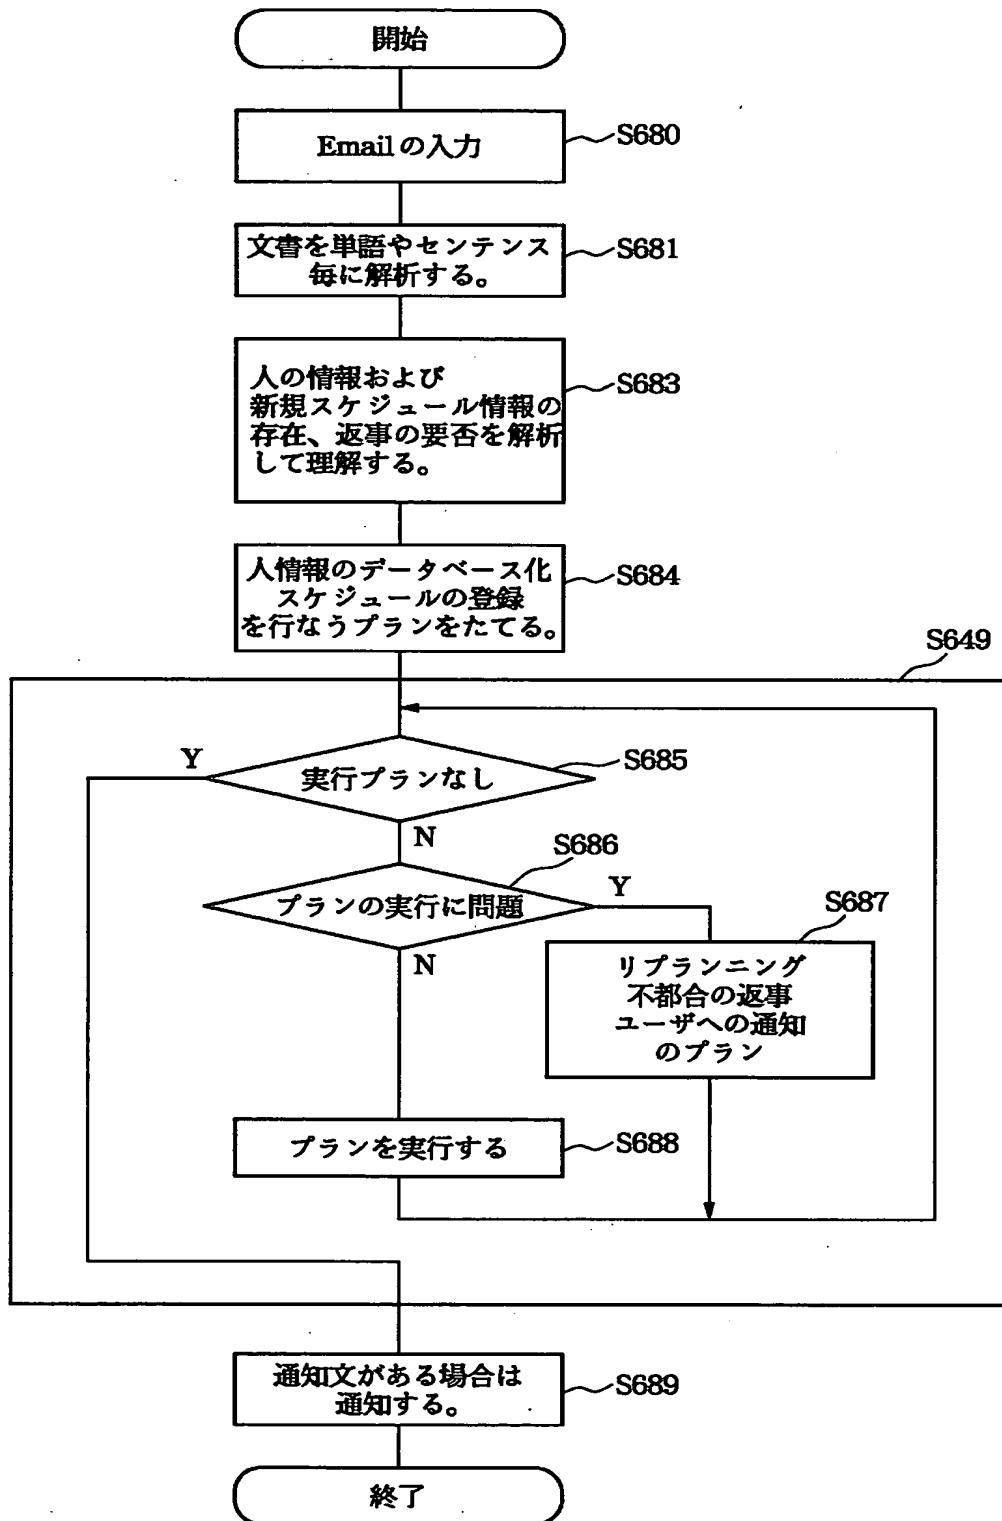 開始
Emailの入力
S680
文書を単語やセンテンス
毎に解析する。
S681
人の情報および
新規スケジュール情報の
存在、返事の要否を解析
して理解する。
S683
人情報のデータベース化
スケジュールの登録
を行なうプランをたてる。
S684
S649
Y
実行プランなし
S685
N
S686
プランの実行に問題
Y
S687
N
リプランニング
不都合の返事
ユーザへの通知
のプラン
プランを実行する
S688
通知文がある場合は
通知する。
S689
終了